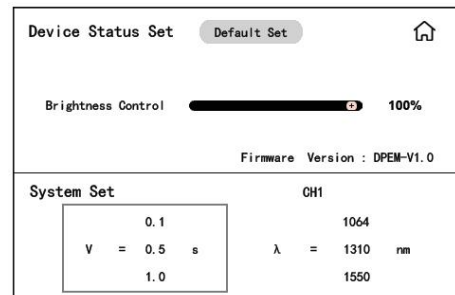 Device Status Set Default Set
Brightness Control 100%
Firmware Version : DPEM-V1.0
System Set CH1
0.1 1064
V = 0.5 s λ = 1310 nm
1.0 1550